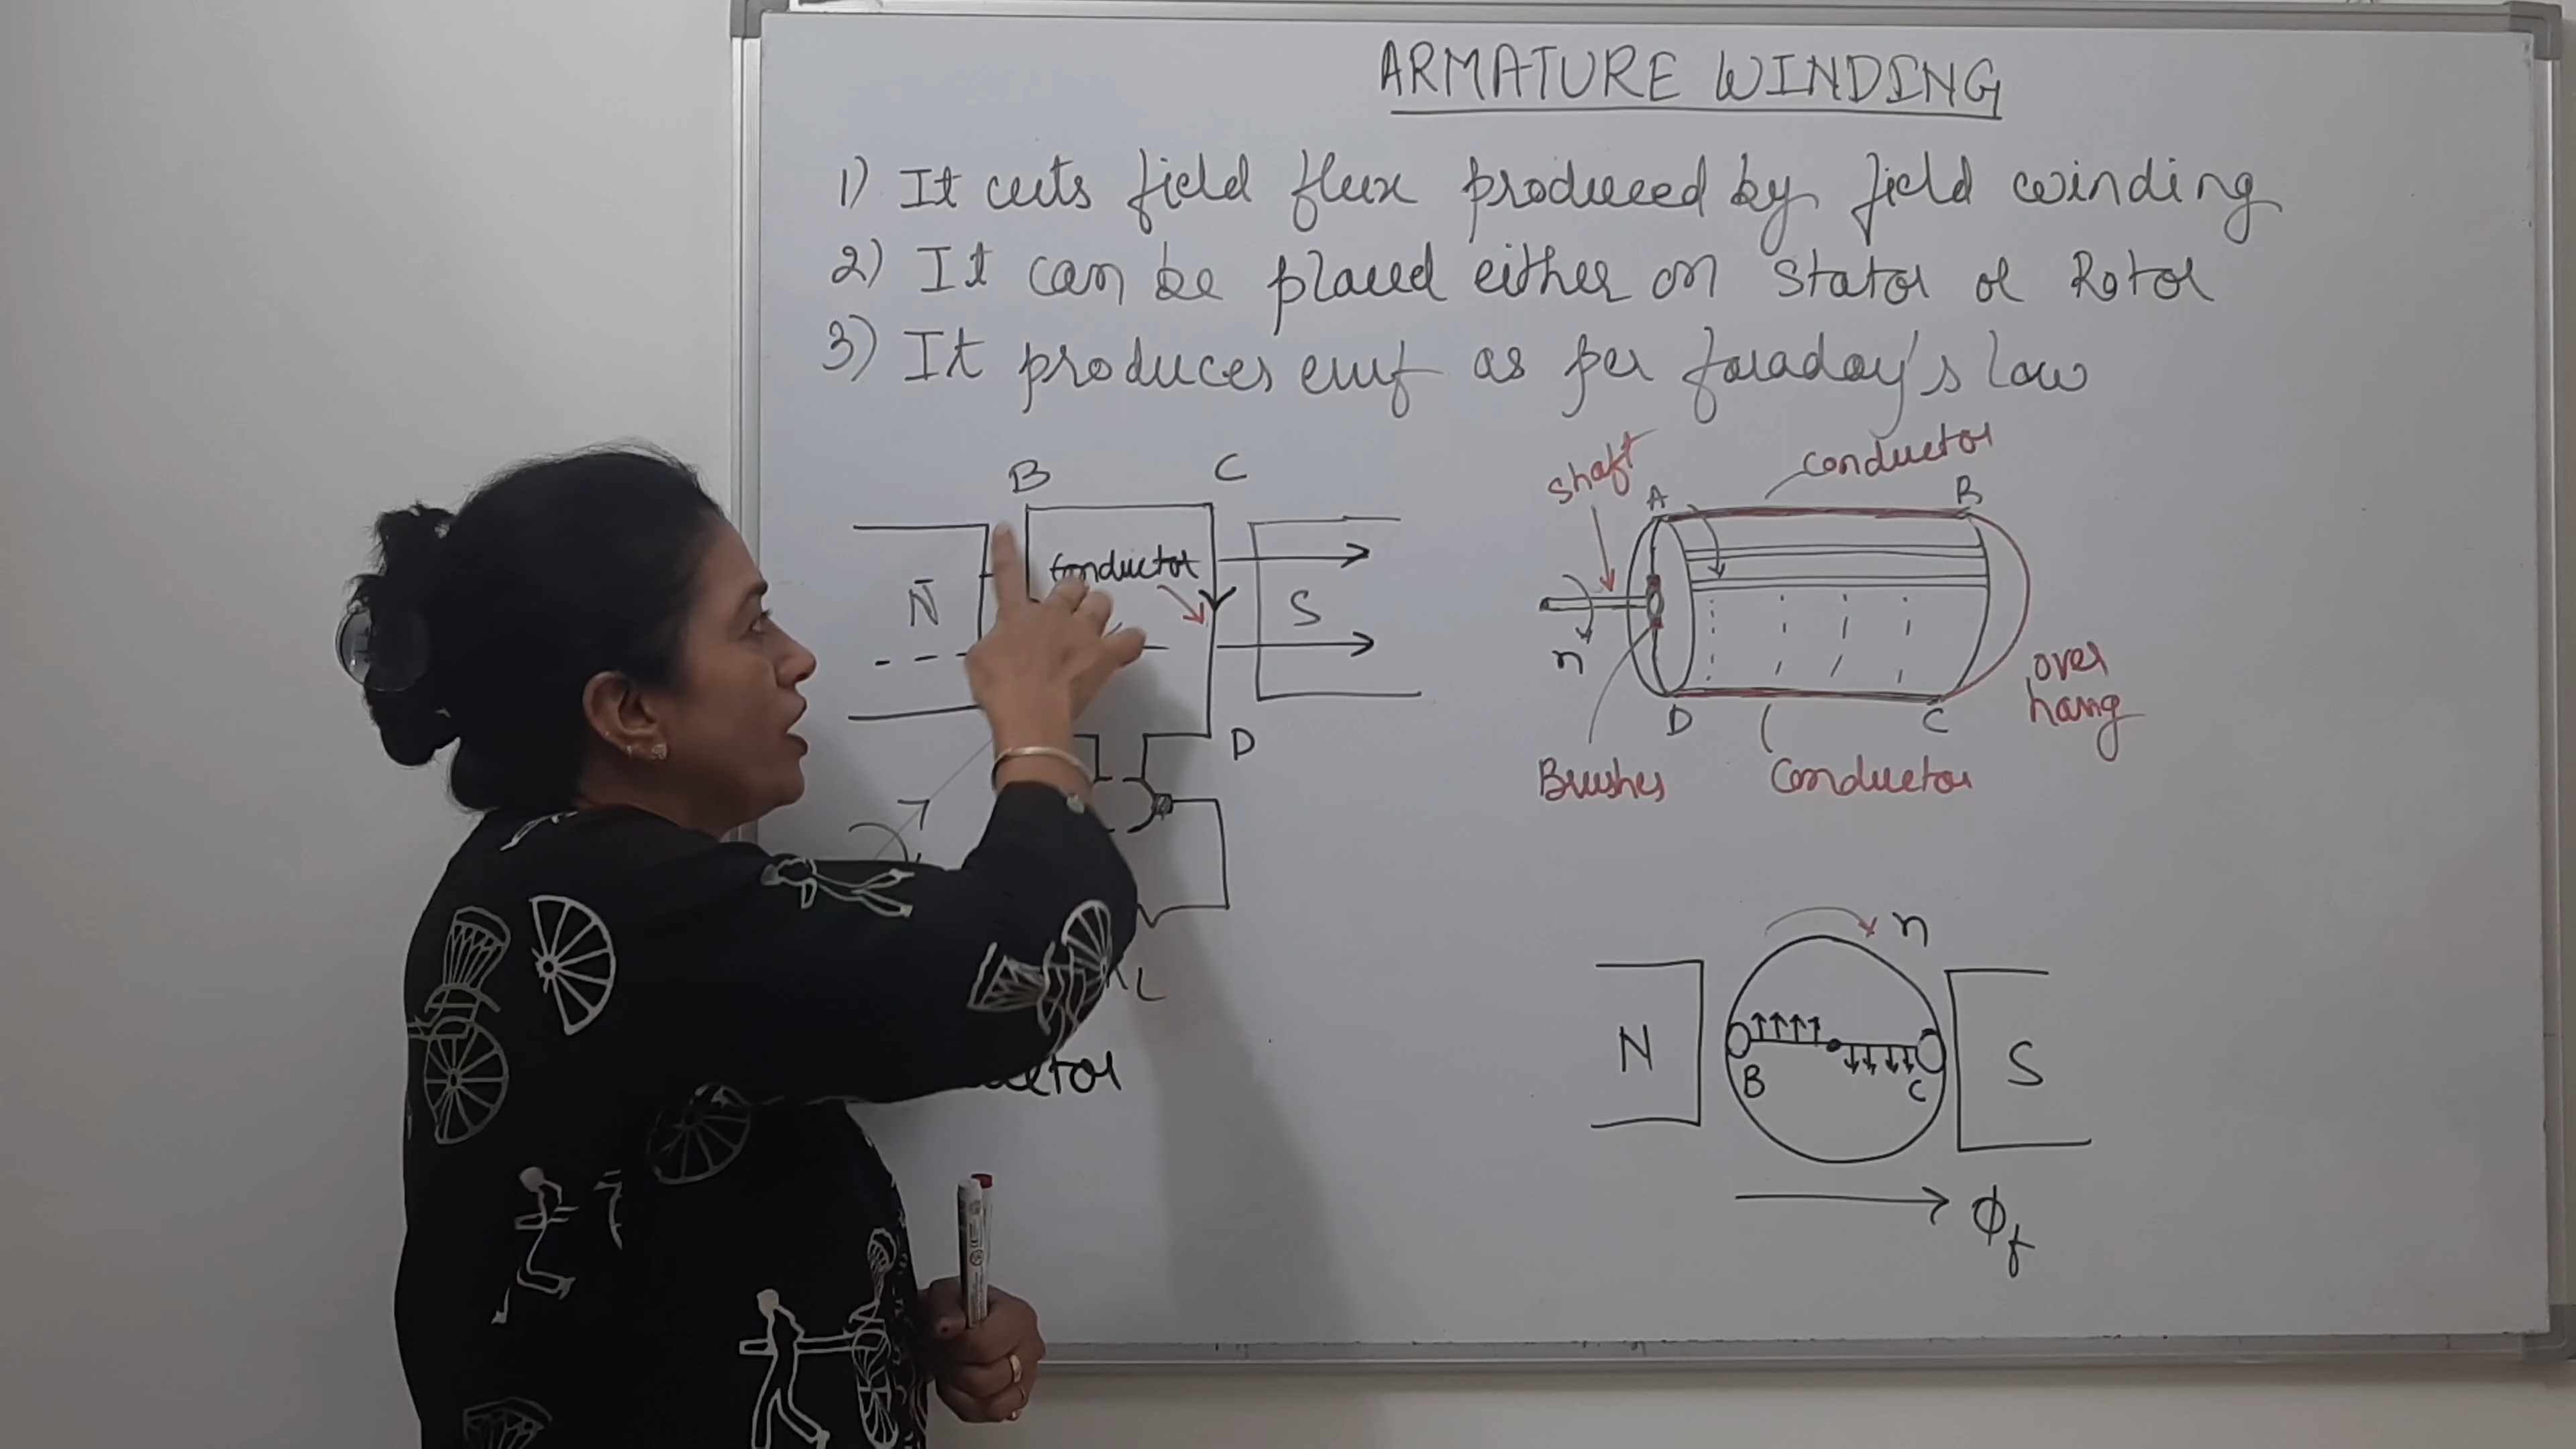 ARMATURE WINDING
1) It cuts field flux produced by field winding
2) It can be placed either on Stator or Rotor
3) It produces emf as per faraday's law
B C
conductor
N S
D
L
shaft
conductor
A B
n
over
hang
D C
Brushes
Conductor
n
N S
B C
ϕf